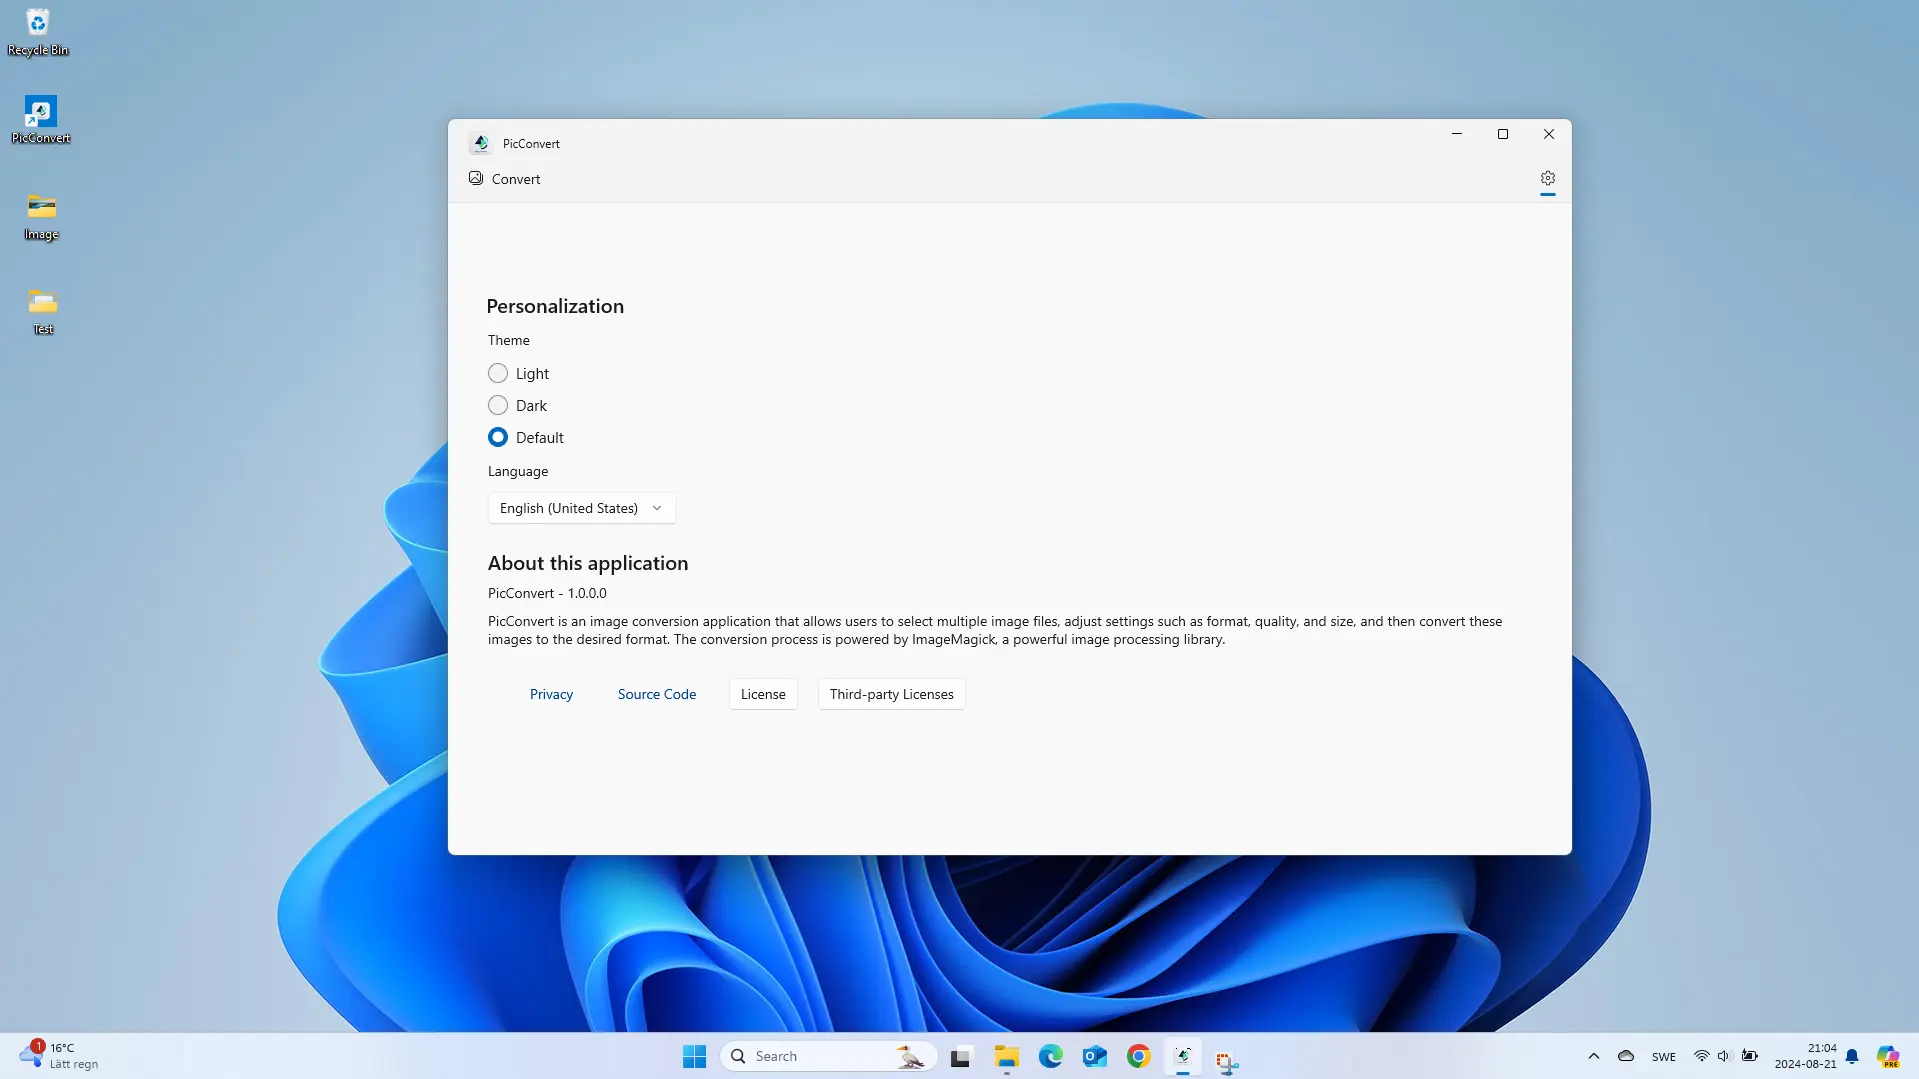 Recycle Bin
PicConvert
Image
Test
PicConvert
Convert
Personalization
Theme
Light
Dark
Default
Language
English (United States)
About this application
PicConvert - 1.0.0.0
PicConvert is an image conversion application that allows users to select multiple image files, adjust settings such as format, quality, and size, and then convert these
images to the desired format. The conversion process is powered by ImageMagick, a powerful image processing library.
Privacy
Source Code
License
Third-party Licenses
1
16°C
Lätt regn
Search
SWE
21:04
2024-08-21
PRE